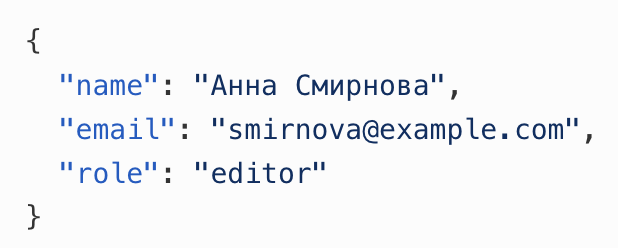 {
  "name": "Анна Смирнова",
  "email": "smirnova@example.com",
  "role": "editor"
}